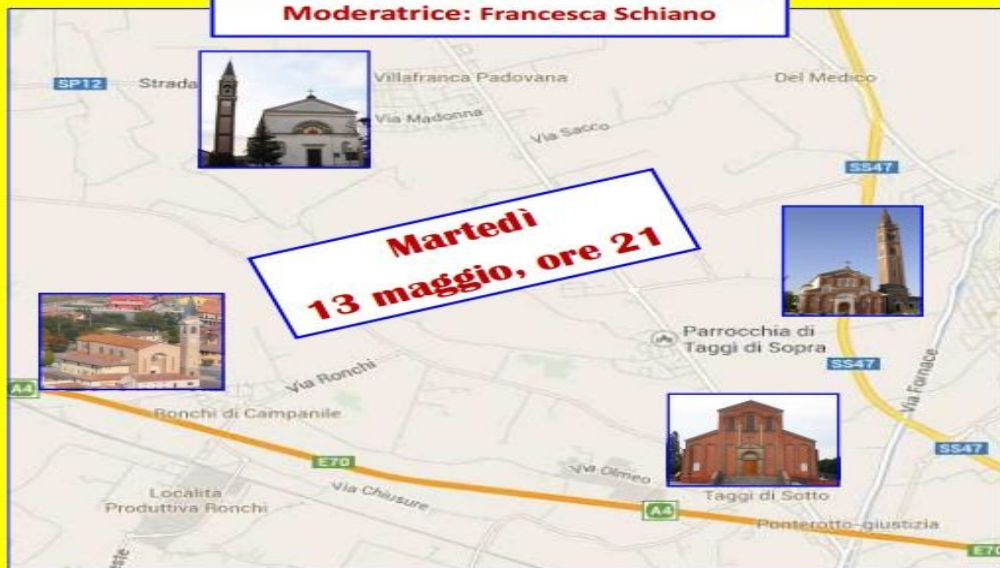 Moderatrice: Francesca Schiano
SP12
Strada
Villafranca Padovana
Del Medico
Via Madonna
Via Sacco
SS47
Martedì
13 maggio, ore 21
Parrocchia di
Taggì di Sopra
SS47
Via Fornace
Via Ronchi
A4
Ronchi di Campanile
E70
SS47
Via Olmeo
Via Chiusure
Località
Produttiva Ronchi
Taggì di Sotto
A4
Ponterotto-giustizia
E70